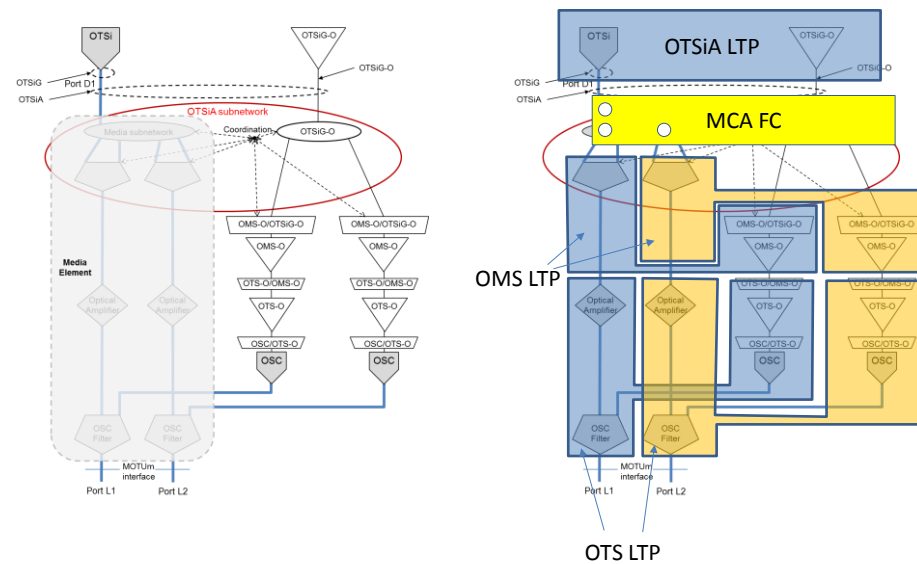 OTSi
OTSiG-O
OTSiG
Port D1
OTSiG-O
OTSiA
OTSiA subnetwork
Media subnetwork
Coordination
OTSiG-O
OMS-O/OTSiG-O
OMS-O/OTSiG-O
OMS-O
OMS-O
Media
Element
OTS-O/OMS-O
OTS-O/OMS-O
Optical
Amplifier
Optical
Amplifier
OTS-O
OTS-O
OSC/OTS-O
OSC/OTS-O
OSC
OSC
OSC
Filter
OSC
Filter
MOTUm
interface
Port L1
Port L2
OTSi
OTSiA LTP
OTSiG-O
OTSiG
Port D1
OTSiG-O
OTSiA
MCA FC
OMS-O/OTSiG-O
OMS-O/OTSiG-O
OMS-O
OMS-O
OMS LTP
OTS-O/OMS-O
OTS-O/OMS-O
Optical
Amplifier
Optical
Amplifier
OTS-O
OTS-O
OSC/OTS-O
OSC/OTS-O
OSC
OSC
OSC
Filter
OSC
Filter
MOTUm
interface
Port L1
Port L2
OTS LTP